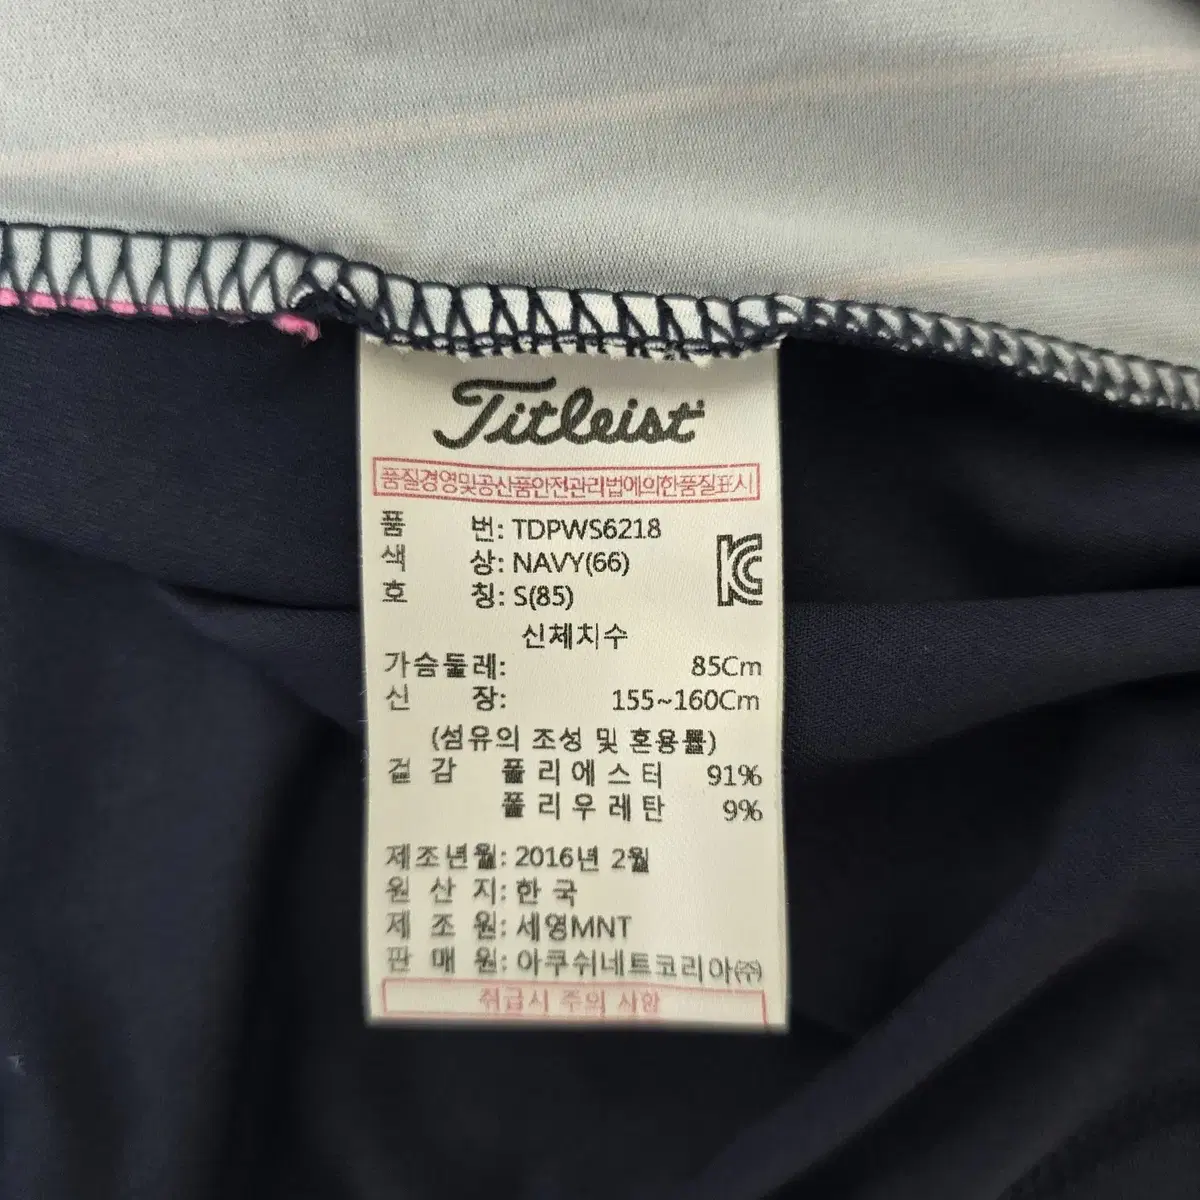 Titleist
품질경영및공산품안전관리법에의한품질표시
품 번: TDPWS6218
색 상: NAVY(66)
호 칭: S(85)
신체치수
가슴둘레: 85Cm
신 장: 155~160Cm
(섬유의 조성 및 혼용률)
겉 감 폴리에스터 91%
폴리우레탄 9%
제조년월: 2016년 2월
원 산 지: 한국
제 조 원: 세영MNT
판 매 원: 아쿠쉬네트코리아㈜
취급시 주의 사항